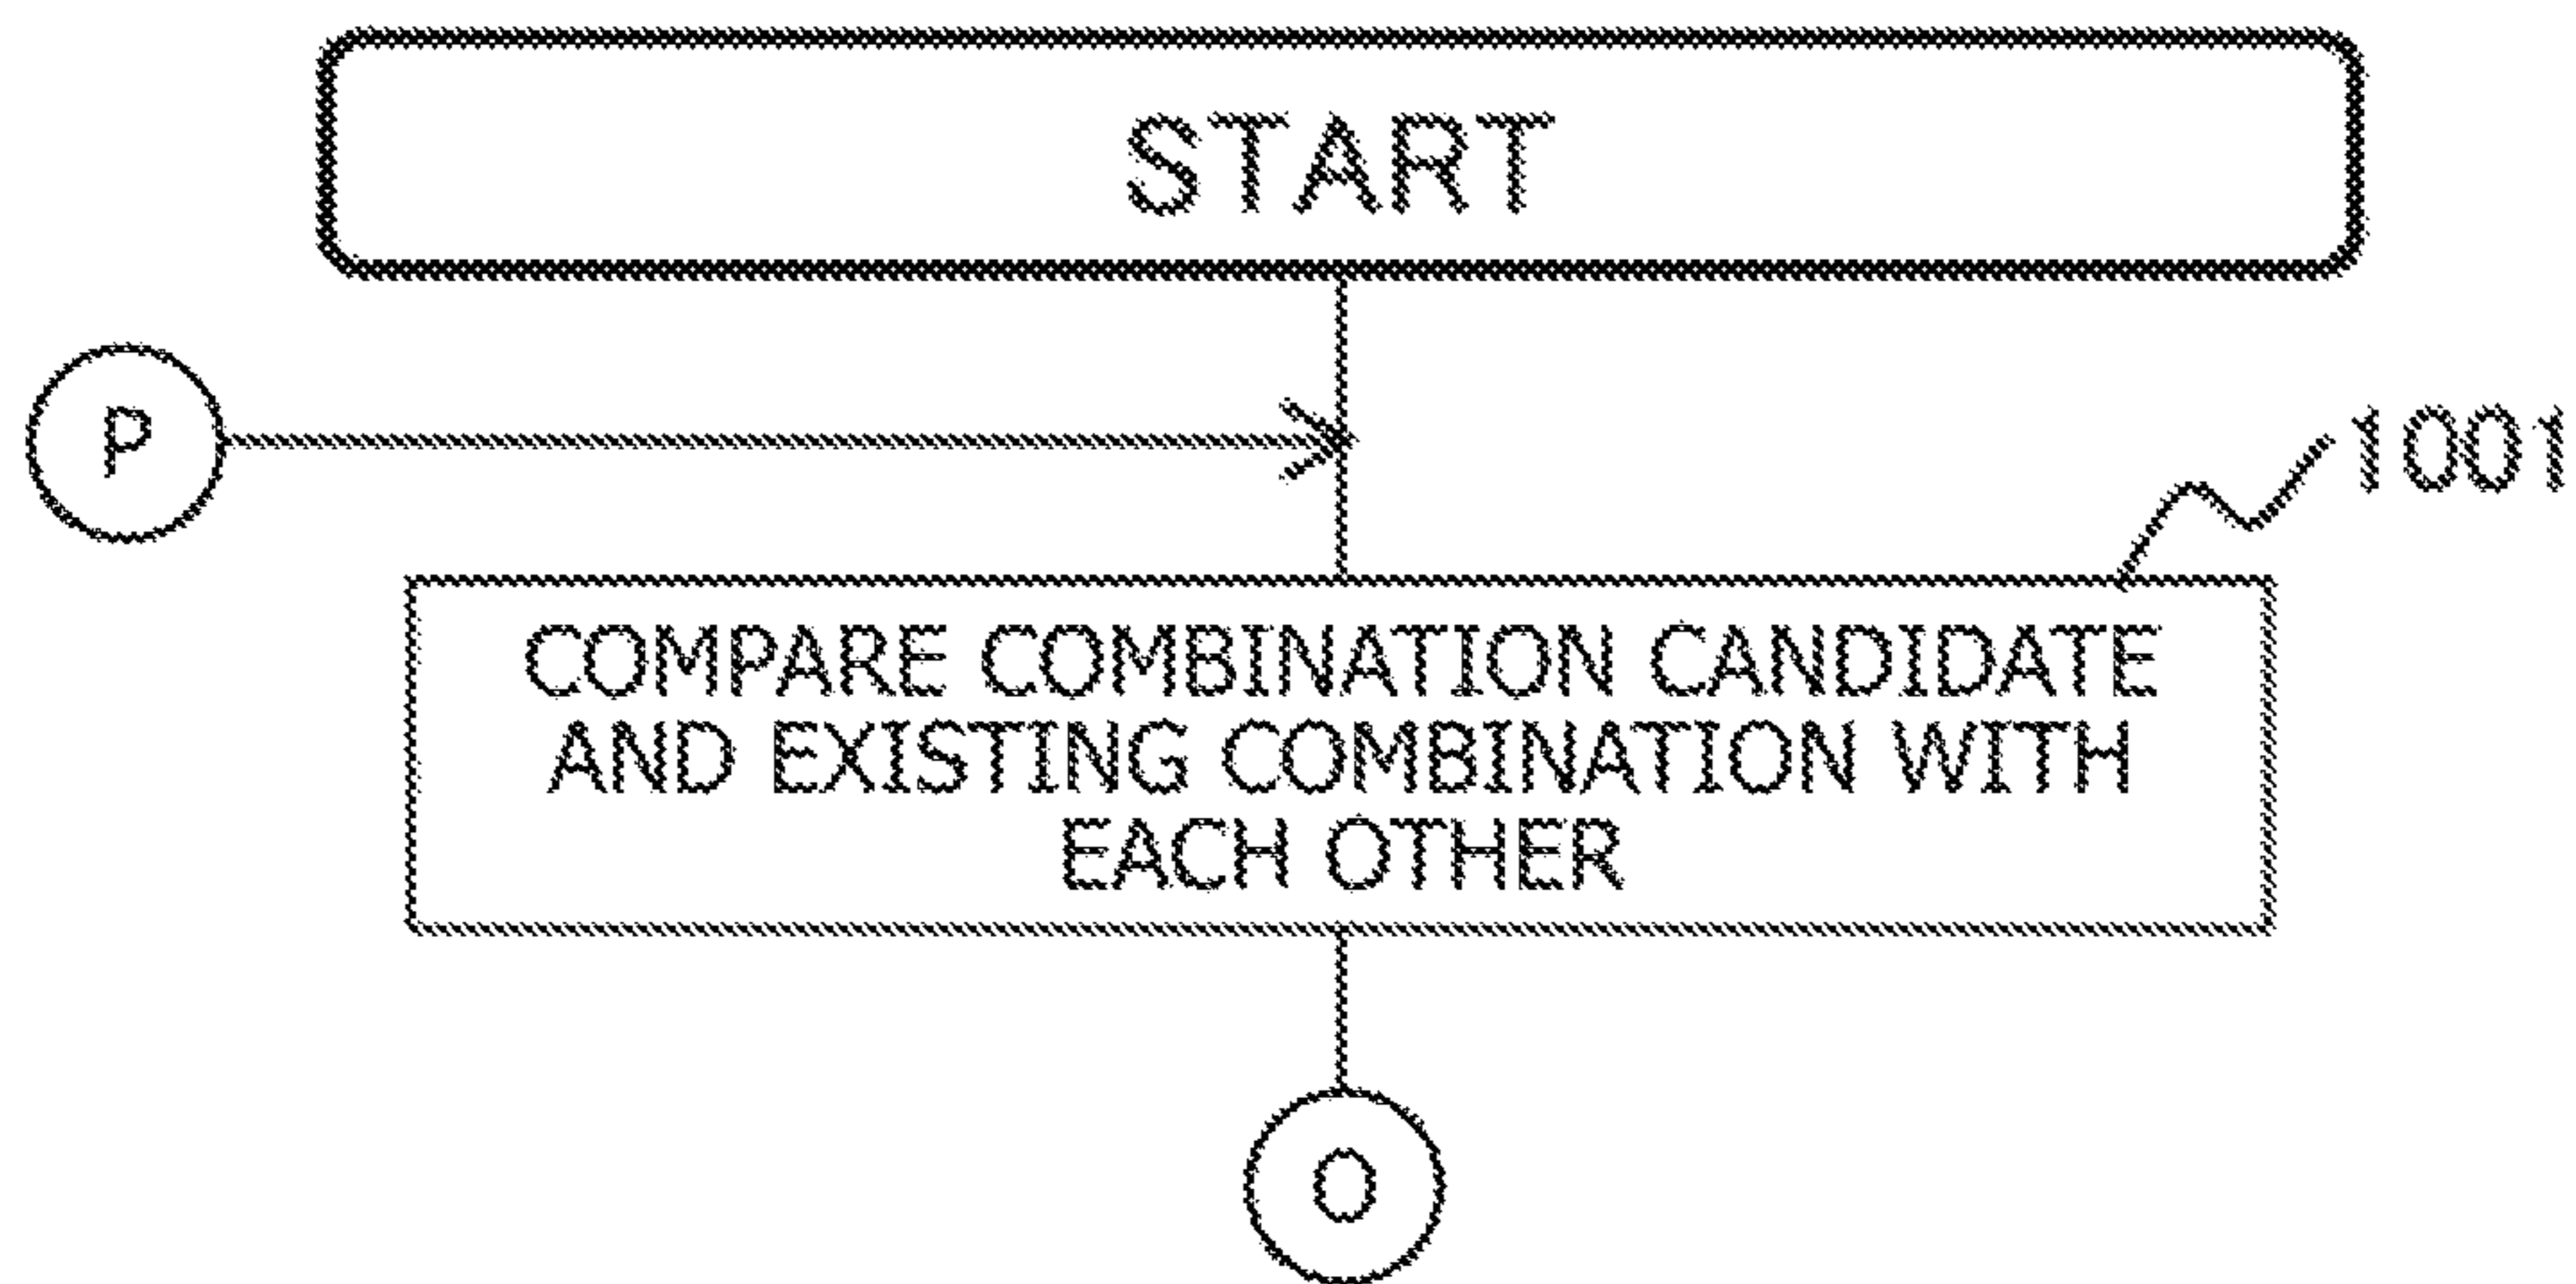 START
P
1001
COMPARE COMBINATION CANDIDATE
AND EXISTING COMBINATION WITH
EACH OTHER
O